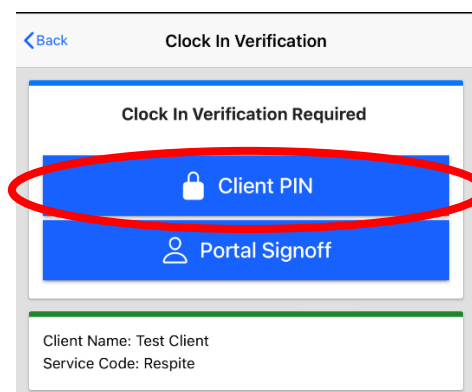 Back
Clock In Verification
Clock In Verification Required
Client PIN
Portal Signoff
Client Name: Test Client
Service Code: Respite